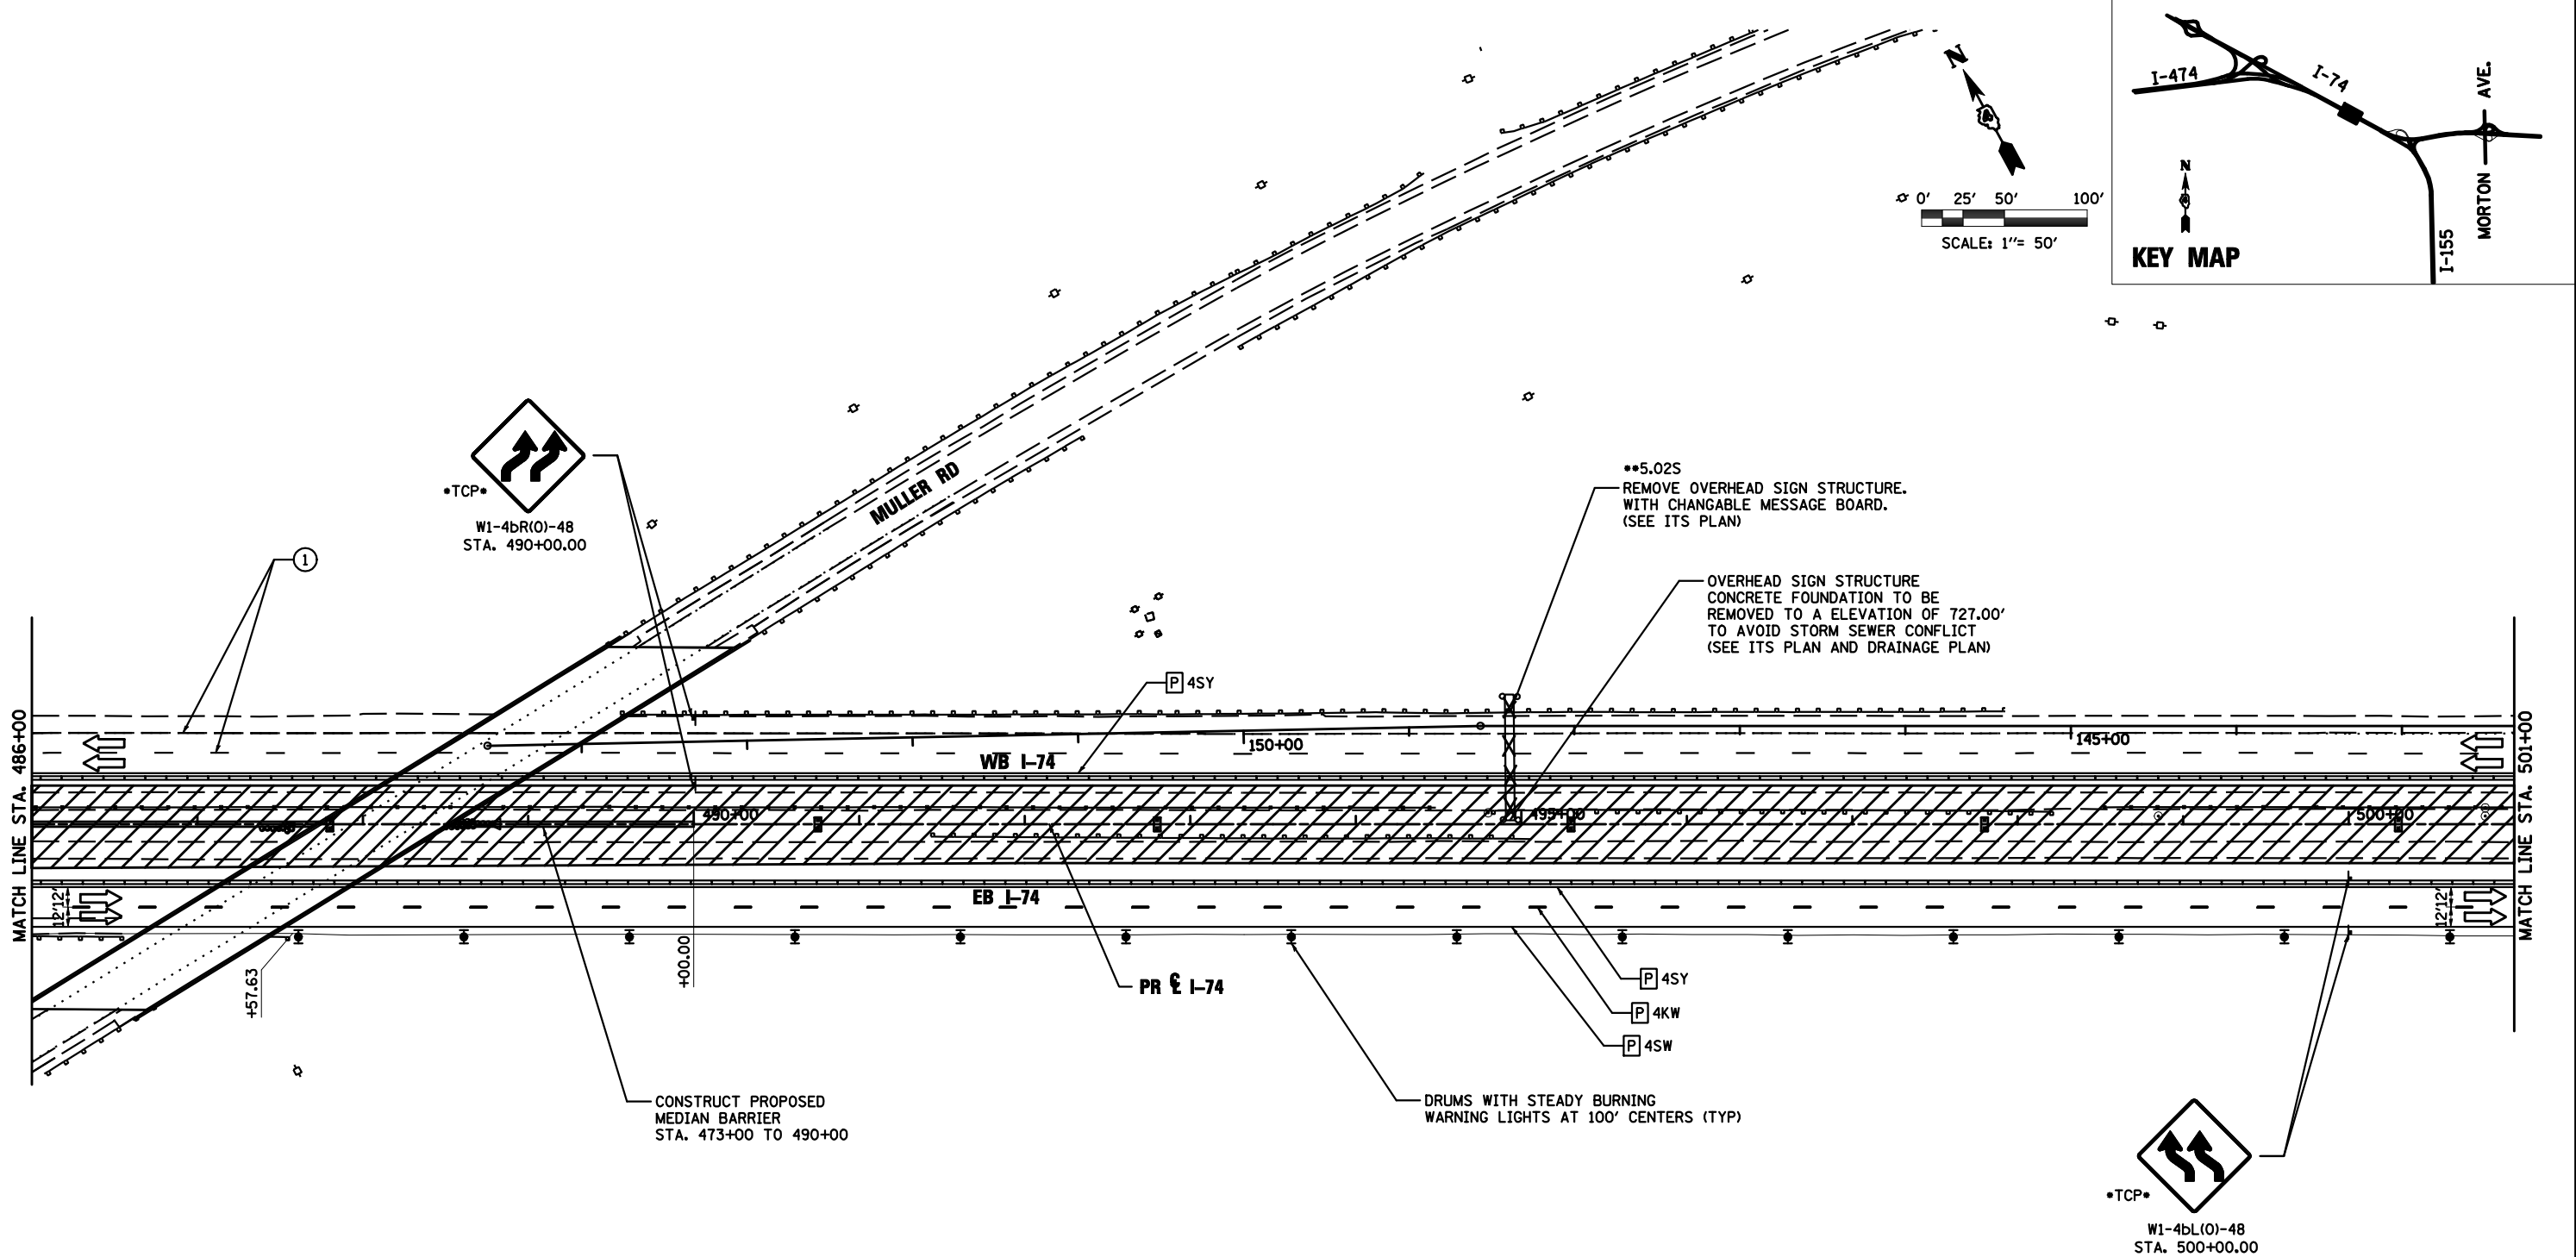 I-474
I-74
MORTON AVE.
I-155
N
KEY MAP
N
0' 25' 50' 100'
SCALE: 1''= 50'
*TCP*
W1-4bR(O)-48
STA. 490+00.00
1
MULLER RD
**5.02S
REMOVE OVERHEAD SIGN STRUCTURE.
WITH CHANGABLE MESSAGE BOARD.
(SEE ITS PLAN)
OVERHEAD SIGN STRUCTURE
CONCRETE FOUNDATION TO BE
REMOVED TO A ELEVATION OF 727.00'
TO AVOID STORM SEWER CONFLICT
(SEE ITS PLAN AND DRAINAGE PLAN)
P 4SY
MATCH LINE STA. 486+00
MATCH LINE STA. 501+00
150+00
145+00
WB I-74
490+00
495+00
500+00
EB I-74
12' 12'
12' 12'
+57.63
+00.00
PR ℄ I-74
P 4SY
P 4KW
P 4SW
CONSTRUCT PROPOSED
MEDIAN BARRIER
STA. 473+00 TO 490+00
DRUMS WITH STEADY BURNING
WARNING LIGHTS AT 100' CENTERS (TYP)
*TCP*
W1-4bL(O)-48
STA. 500+00.00